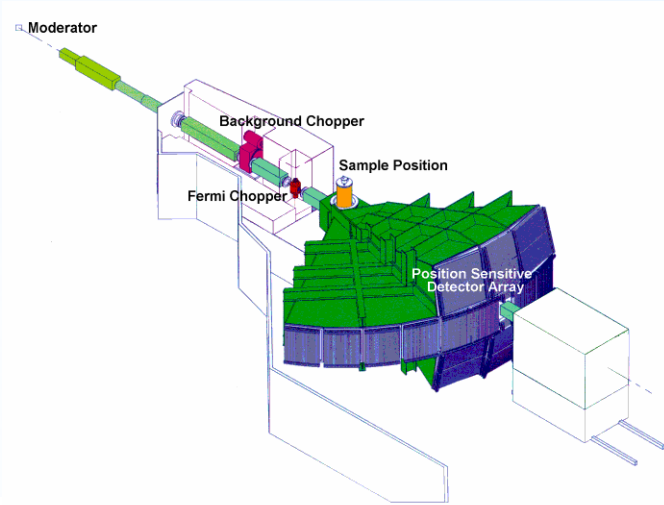 Moderator
Background Chopper
Sample Position
Fermi Chopper
Position Sensitive
Detector Array